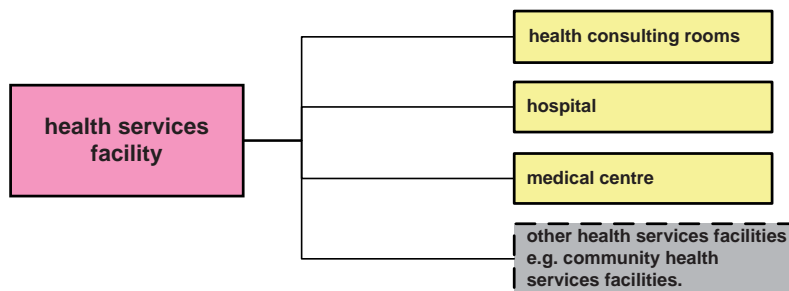 health services
facility
health consulting rooms
hospital
medical centre
other health services facilities
e.g. community health
services facilities.